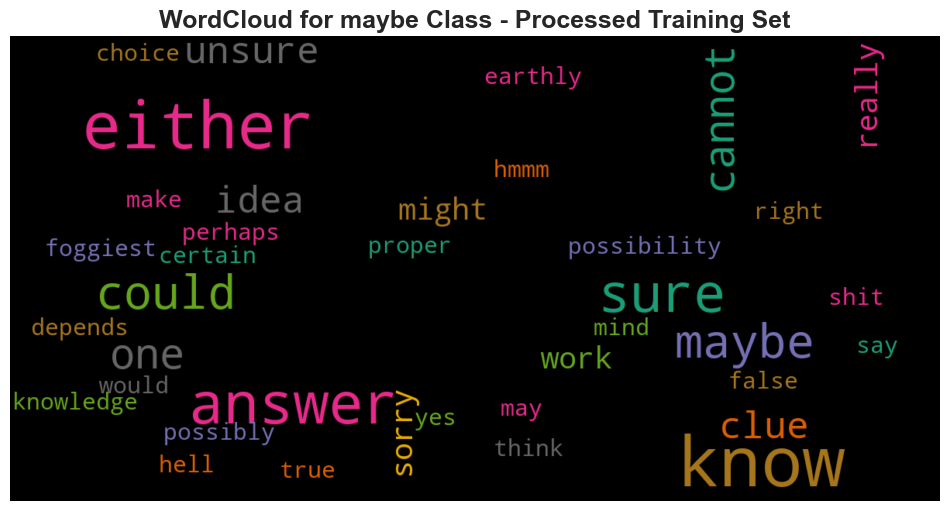 WordCloud for maybe Class - Processed Training Set
choice
unsure
earthly
cannot
really
either
hmmm
make
idea
might
right
perhaps
foggiest
certain
proper
possibility
could
sure
shit
depends
mind
maybe
say
one
work
would
false
knowledge
answer
sorry
yes
may
possibly
clue
think
hell
true
know